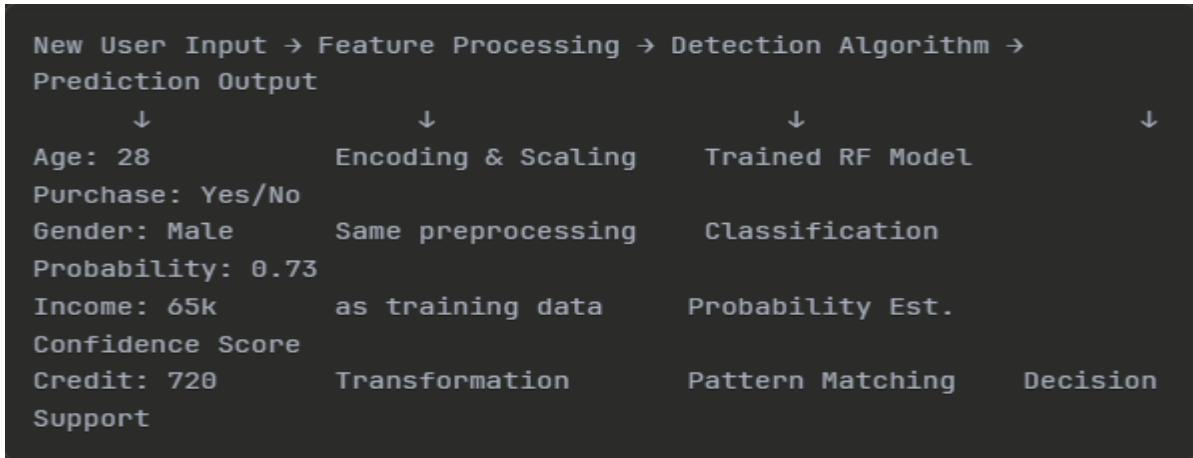 New User Input → Feature Processing → Detection Algorithm →
Prediction Output
↓ ↓ ↓ ↓
Age: 28 Encoding & Scaling Trained RF Model
Purchase: Yes/No
Gender: Male Same preprocessing Classification
Probability: 0.73
Income: 65k as training data Probability Est.
Confidence Score
Credit: 720 Transformation Pattern Matching Decision
Support